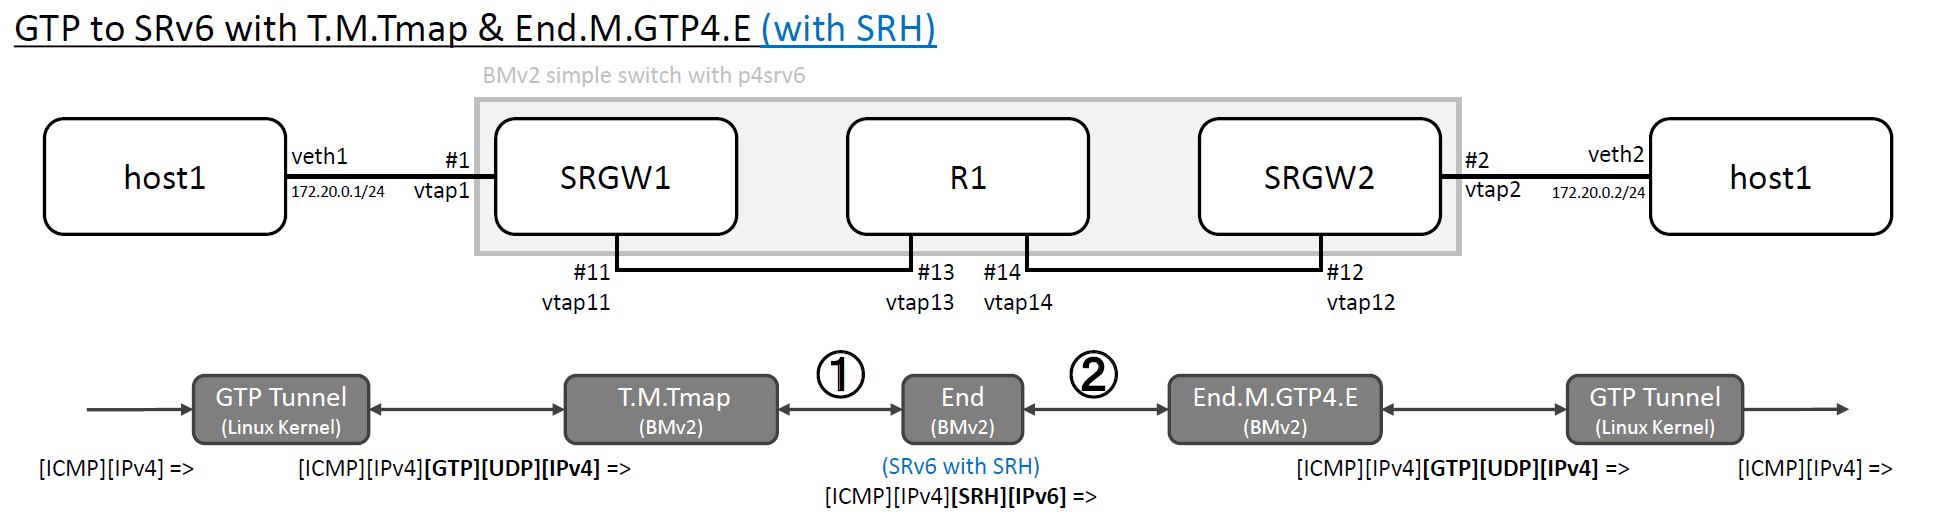 GTP to SRv6 with T.M.Tmap & End.M.GTP4.E (with SRH)
BMv2 simple switch with p4srv6
host1
veth1
172.20.0.1/24
#1
vtap1
SRGW1
R1
SRGW2
#2
vtap2
veth2
172.20.0.2/24
host1
#11
vtap11
#13
vtap13
#14
vtap14
#12
vtap12
①
②
GTP Tunnel
(Linux Kernel)
T.M.Tmap
(BMv2)
End
(BMv2)
End.M.GTP4.E
(BMv2)
GTP Tunnel
(Linux Kernel)
[ICMP][IPv4] =>
[ICMP][IPv4][GTP][UDP][IPv4] =>
(SRv6 with SRH)
[ICMP][IPv4][SRH][IPv6] =>
[ICMP][IPv4][GTP][UDP][IPv4] =>
[ICMP][IPv4] =>